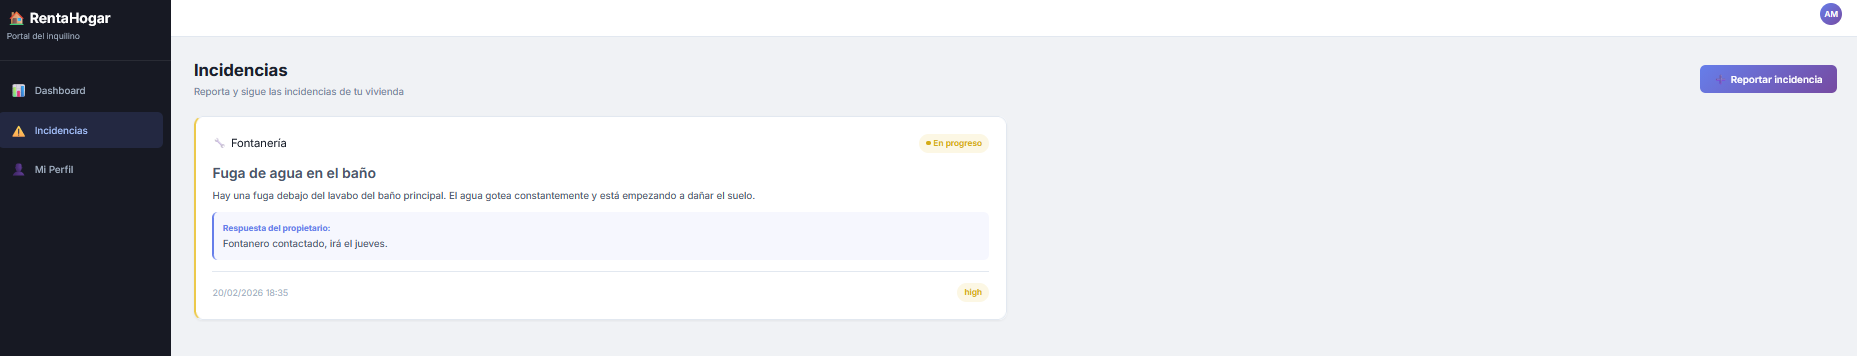 RentaHogar
Portal del inquilino
AM
Dashboard
Incidencias
Mi Perfil
Incidencias
Reporta y sigue las incidencias de tu vivienda
Reportar incidencia
Fontanería
En progreso
Fuga de agua en el baño
Hay una fuga debajo del lavabo del baño principal. El agua gotea constantemente y está empezando a dañar el suelo.
Respuesta del propietario:
Fontanero contactado, irá el jueves.
20/02/2026 18:35
high